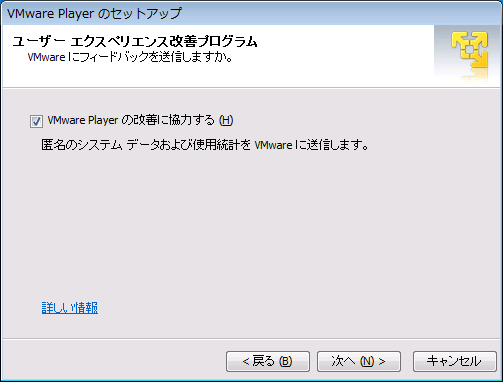 VMware Player のセットアップ
ユーザー エクスペリエンス改善プログラム
VMware にフィードバックを送信しますか。
VMware Player の改善に協力する (H)
匿名のシステム データおよび使用統計を VMware に送信します。
詳しい情報
< 戻る (B)
次へ (N) >
キャンセル